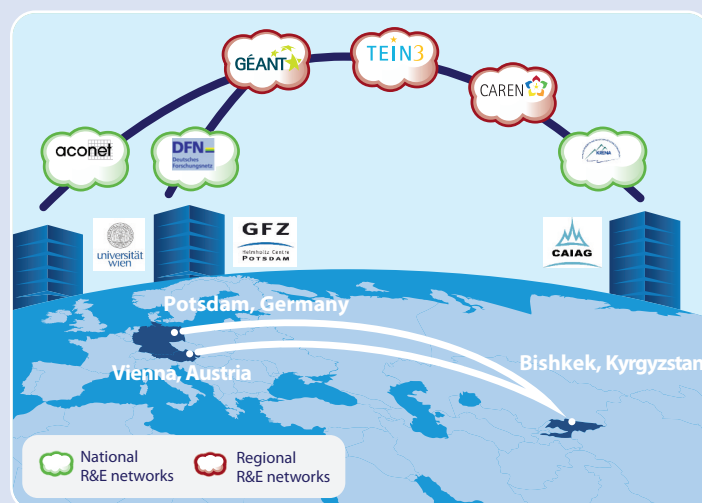 GÉANT
TEIN3
CAREN
aconet
DFN
Deutsches
Forschungsnetz
KRENA
universität
wien
GFZ
Helmholtz Centre
POTSDAM
CAIAG
Potsdam, Germany
Vienna, Austria
Bishkek, Kyrgyzstan
National
R&E networks
Regional
R&E networks